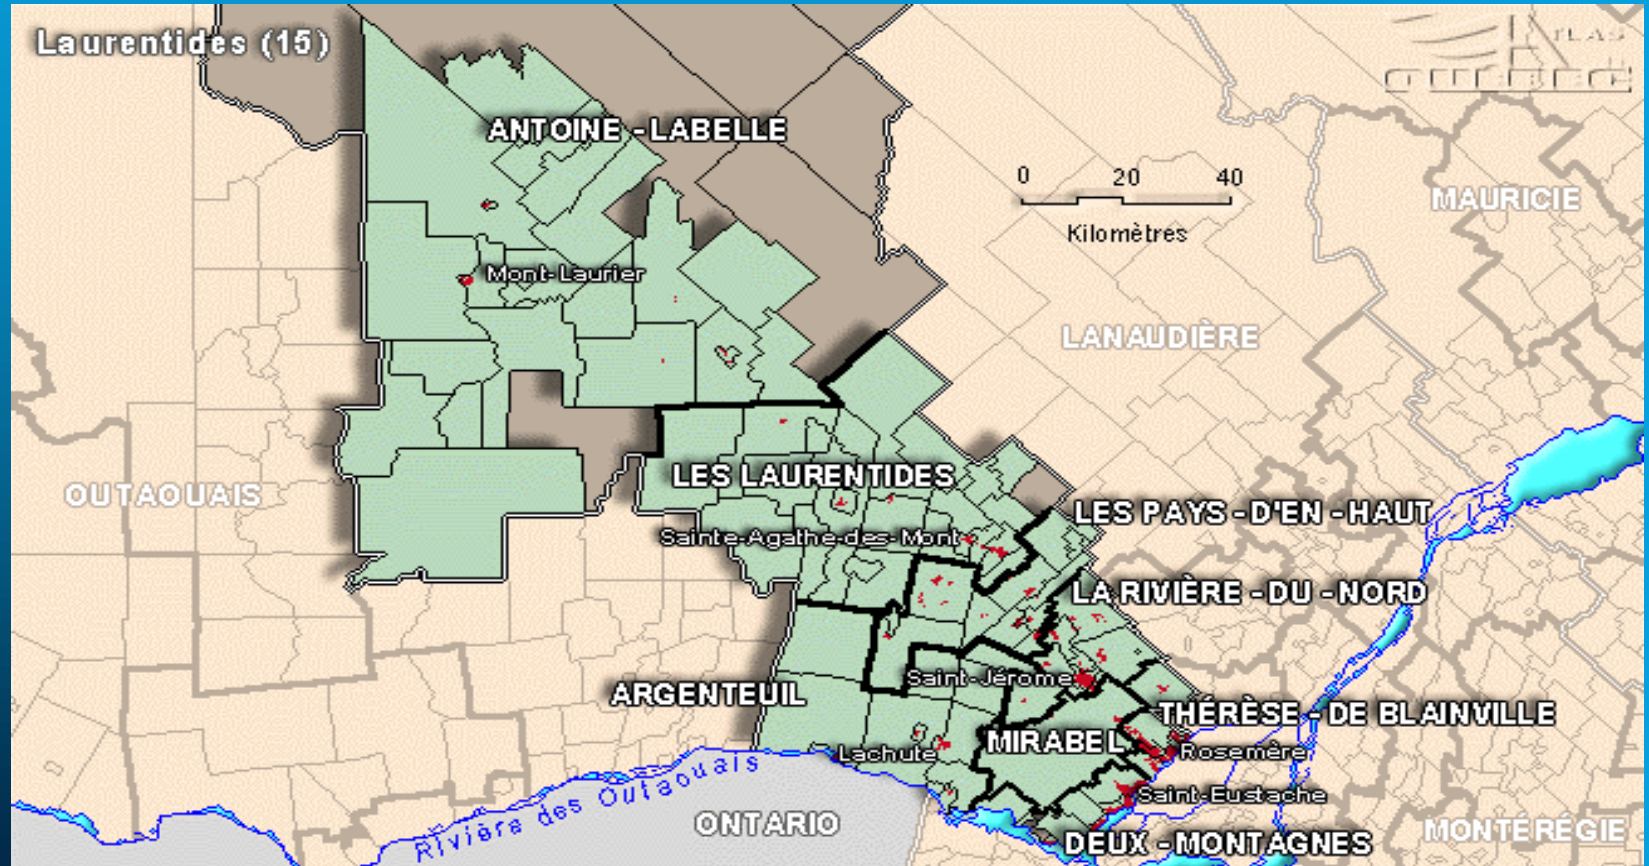 Laurentides (15)
ATLAS
QUÉBEC
ANTOINE - LABELLE
0 20 40
Kilomètres
MAURICIE
Mont-Laurier
LANAUDIÈRE
OUTAOUAIS
LES LAURENTIDES
LES PAYS - D'EN - HAUT
Sainte-Agathe-des-Mont
LA RIVIÈRE - DU - NORD
Saint-Jérome
ARGENTEUIL
THÉRÈSE - DE BLAINVILLE
MIRABEL
Lachute
Rosemère
Rivière des Outaouais
Saint-Eustache
ONTARIO
DEUX - MONTAGNES
MONTÉRÉGIE